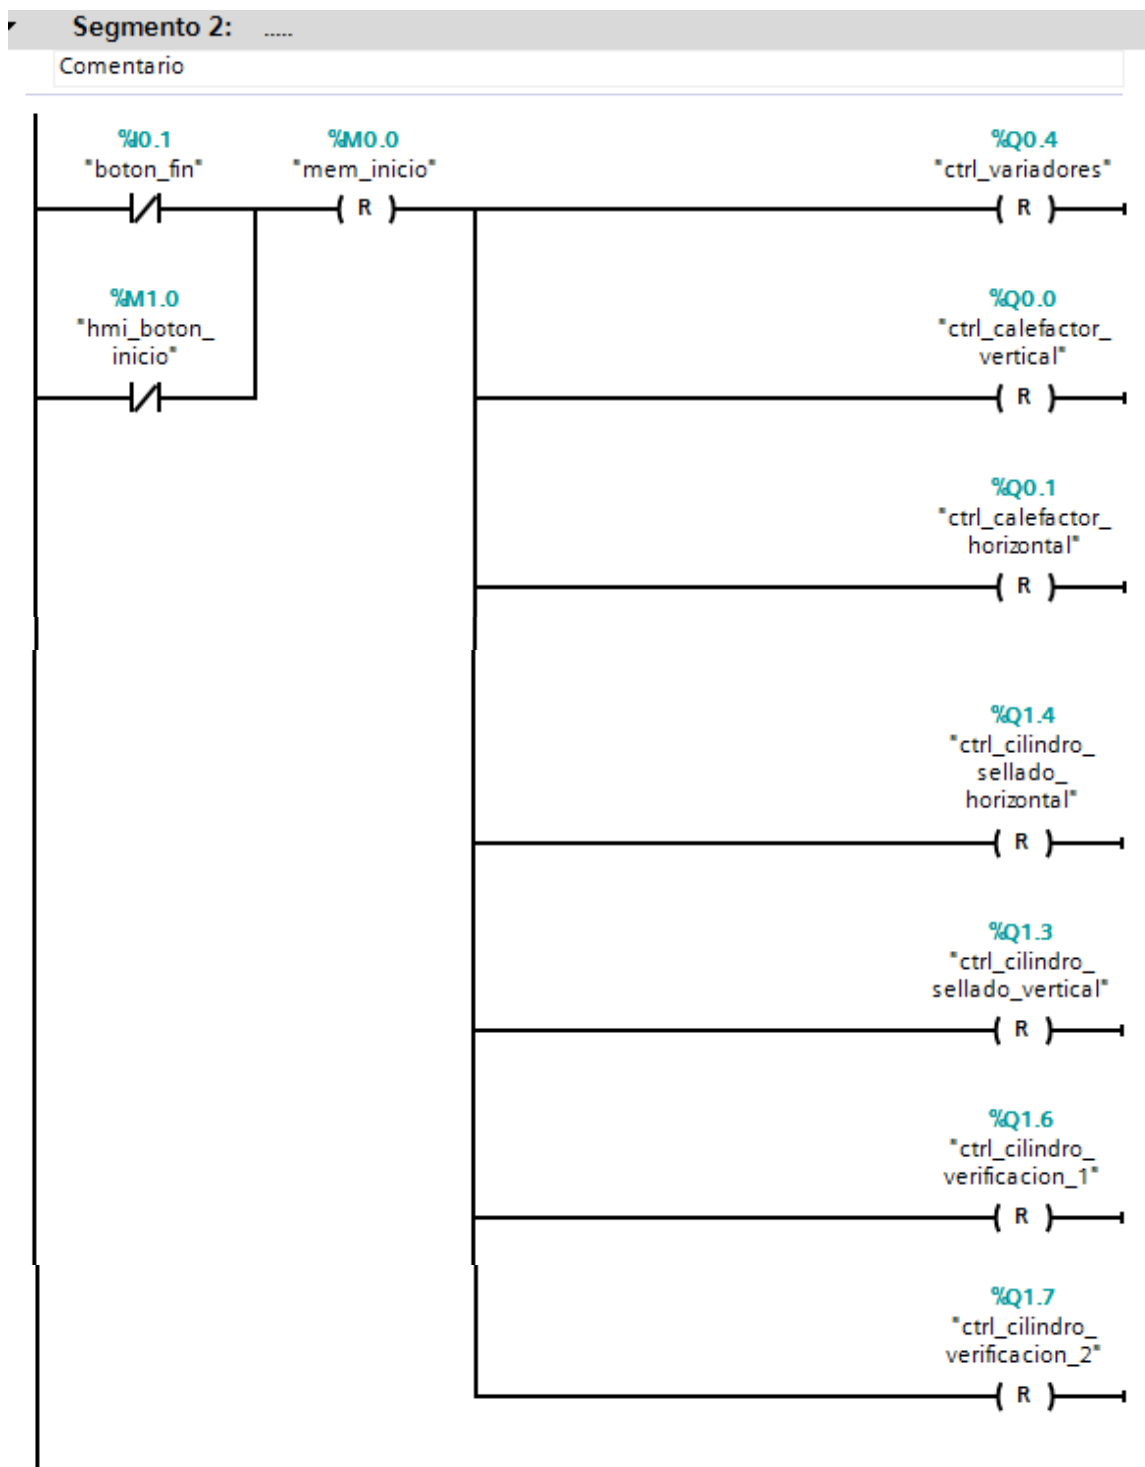 Segmento 2: .....
Comentario
%I0.1
"boton_fin"
%M0.0
"mem_inicio"
%Q0.4
"ctrl_variadores"
R
R
%M1.0
"hmi_boton_
inicio"
%Q0.0
"ctrl_calefactor_
vertical"
R
%Q0.1
"ctrl_calefactor_
horizontal"
R
%Q1.4
"ctrl_cilindro_
sellado_
horizontal"
R
%Q1.3
"ctrl_cilindro_
sellado_vertical"
R
%Q1.6
"ctrl_cilindro_
verificacion_1"
R
%Q1.7
"ctrl_cilindro_
verificacion_2"
R